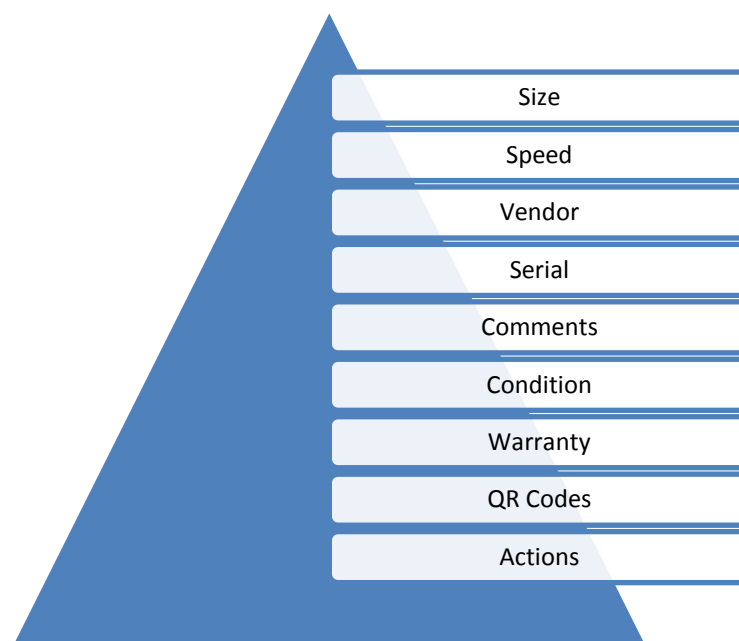 Size
Speed
Vendor
Serial
Comments
Condition
Warranty
QR Codes
Actions